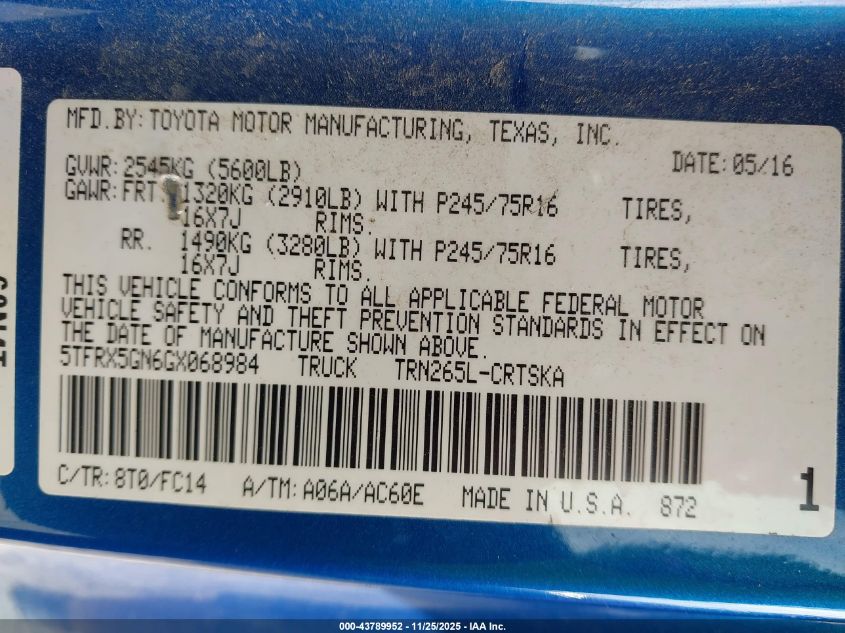 MFD.BY: TOYOTA MOTOR MANUFACTURING, TEXAS, INC.
DATE: 05/16
GVWR: 2545KG (5600LB)
GAWR: FRT. 1320KG (2910LB) WITH P245/75R16 TIRES,
16X7J RIMS.
RR. 1490KG (3280LB) WITH P245/75R16 TIRES,
16X7J RIMS.
THIS VEHICLE CONFORMS TO ALL APPLICABLE FEDERAL MOTOR
VEHICLE SAFETY AND THEFT PREVENTION STANDARDS IN EFFECT ON
THE DATE OF MANUFACTURE SHOWN ABOVE.
5TFRX5GN6GX068984 TRUCK TRN265L-CRTSKA
C/TR: 8T0/FC14 A/TM: A06A/AC60E MADE IN U.S.A. 872
1
000-43789952 - 11/25/2025 - IAA Inc.